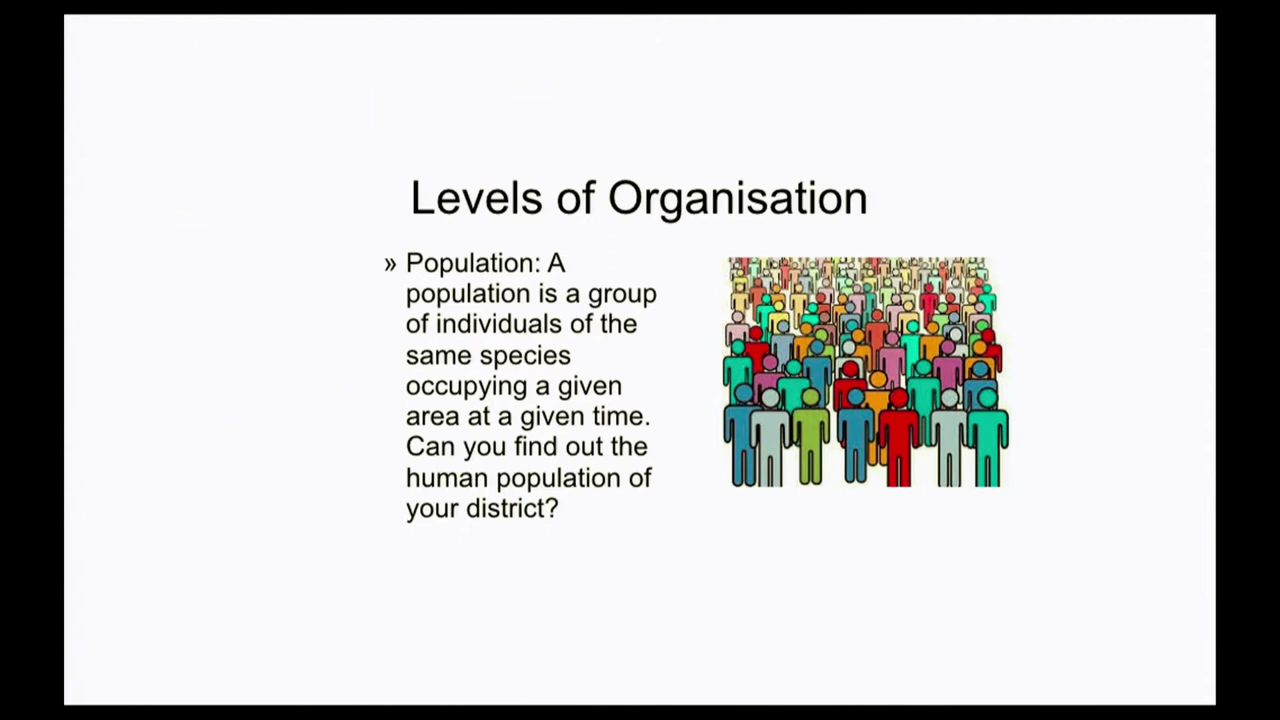 Levels of Organisation
» Population: A
population is a group
of individuals of the
same species
occupying a given
area at a given time.
Can you find out the
human population of
your district?